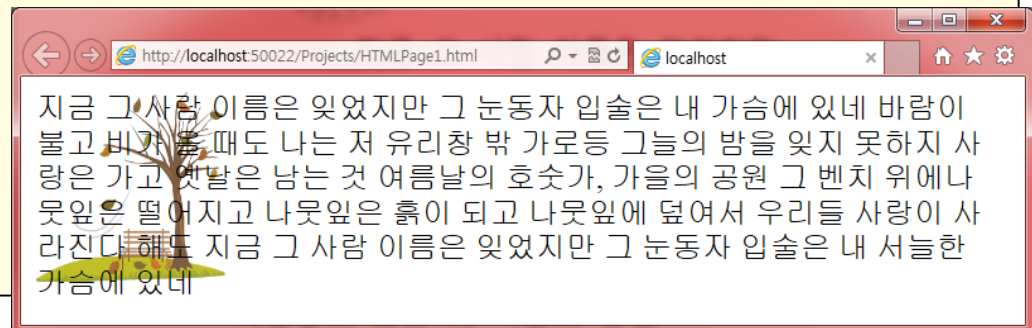 http://localhost:50022/Projects/HTMLPage1.html
localhost
지금 그 사람 이름은 잊었지만 그 눈동자 입술은 내 가슴에 있네 바람이
불고 비가 올 때도 나는 저 유리창 밖 가로등 그늘의 밤을 잊지 못하지 사
랑은 가고 옛날은 남는 것 여름날의 호숫가, 가을의 공원 그 벤치 위에나
뭇잎은 떨어지고 나뭇잎은 흙이 되고 나뭇잎에 덮여서 우리들 사랑이 사
라진다 해도 지금 그 사람 이름은 잊었지만 그 눈동자 입술은 내 서늘한
가슴에 있네